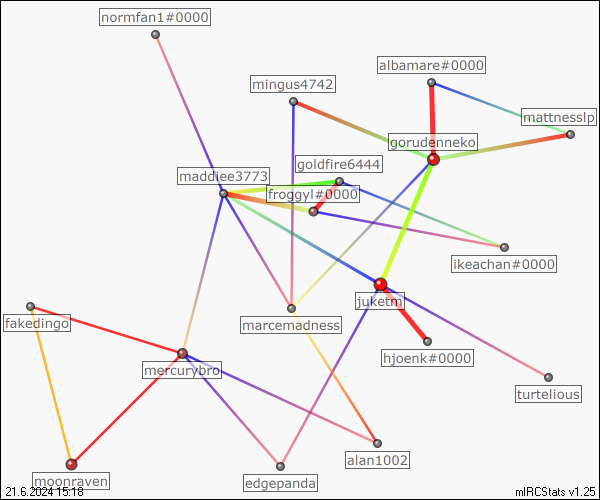 normfan1#0000
albamare#0000
mingus4742
mattnesslp
gorudenneko
goldfire6444
maddiee3773
froggyl#0000
ikeachan#0000
juketm
fakedingo
marcemadness
hjoenk#0000
mercurybro
turtelious
alan1002
moonraven
edgepanda
21.6.2024 15:18
mIRCStats v1.25